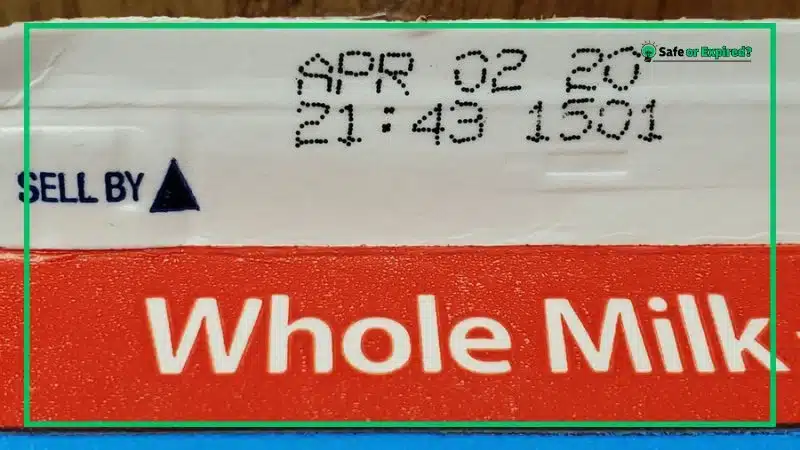 APR 02 20
Safe or Expired?
21:43 1501
SELL BY
Whole Milk